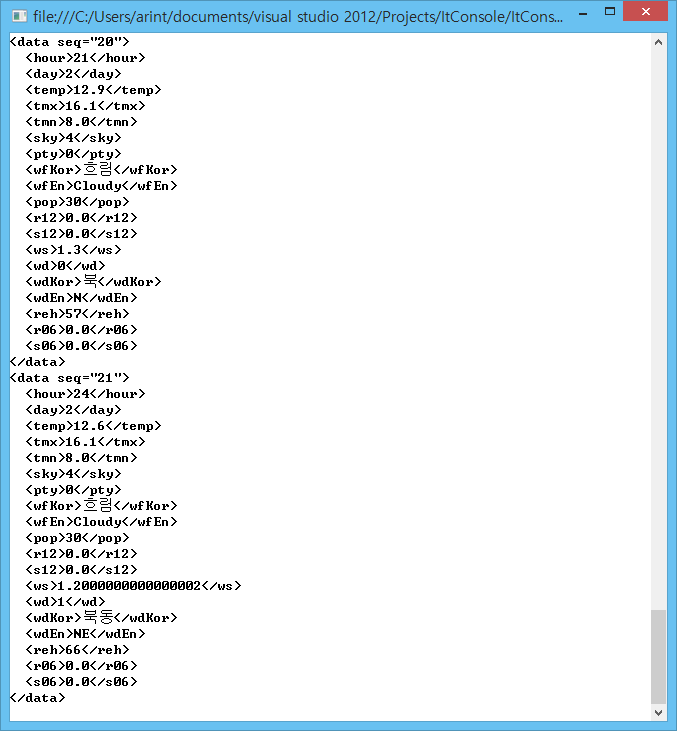 file:///C:/Users/arint/documents/visual studio 2012/Projects/ItConsole/ItCons...
<data seq="20">
  <hour>21</hour>
  <day>2</day>
  <temp>12.9</temp>
  <tmx>16.1</tmx>
  <tmn>8.0</tmn>
  <sky>4</sky>
  <pty>0</pty>
  <wfKor>흐림</wfKor>
  <wfEn>Cloudy</wfEn>
  <pop>30</pop>
  <r12>0.0</r12>
  <s12>0.0</s12>
  <ws>1.3</ws>
  <wd>0</wd>
  <wdKor>북</wdKor>
  <wdEn>N</wdEn>
  <reh>57</reh>
  <r06>0.0</r06>
  <s06>0.0</s06>
</data>
<data seq="21">
  <hour>24</hour>
  <day>2</day>
  <temp>12.6</temp>
  <tmx>16.1</tmx>
  <tmn>8.0</tmn>
  <sky>4</sky>
  <pty>0</pty>
  <wfKor>흐림</wfKor>
  <wfEn>Cloudy</wfEn>
  <pop>30</pop>
  <r12>0.0</r12>
  <s12>0.0</s12>
  <ws>1.2000000000000002</ws>
  <wd>1</wd>
  <wdKor>북동</wdKor>
  <wdEn>NE</wdEn>
  <reh>66</reh>
  <r06>0.0</r06>
  <s06>0.0</s06>
</data>